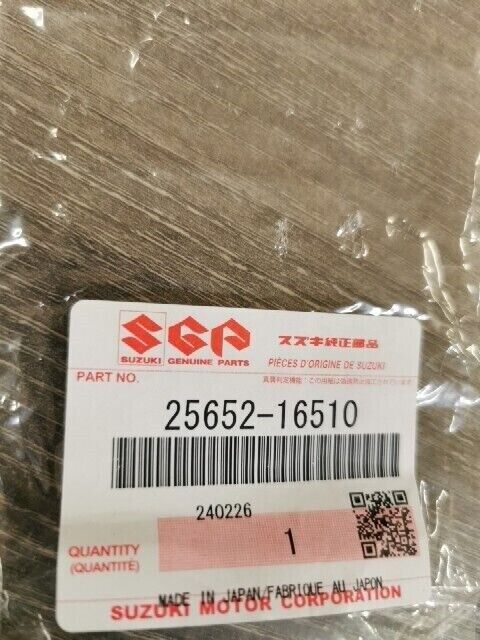 SGP
スズキ純正部品
SUZUKI GENUINE PARTS
PIÈCES D'ORIGINE DE SUZUKI
PART NO.
25652-16510
240226
QUANTITY
(QUANTITÉ)
1
MADE IN JAPAN/FABRIQUE AU JAPON
SUZUKI MOTOR CORPORATION